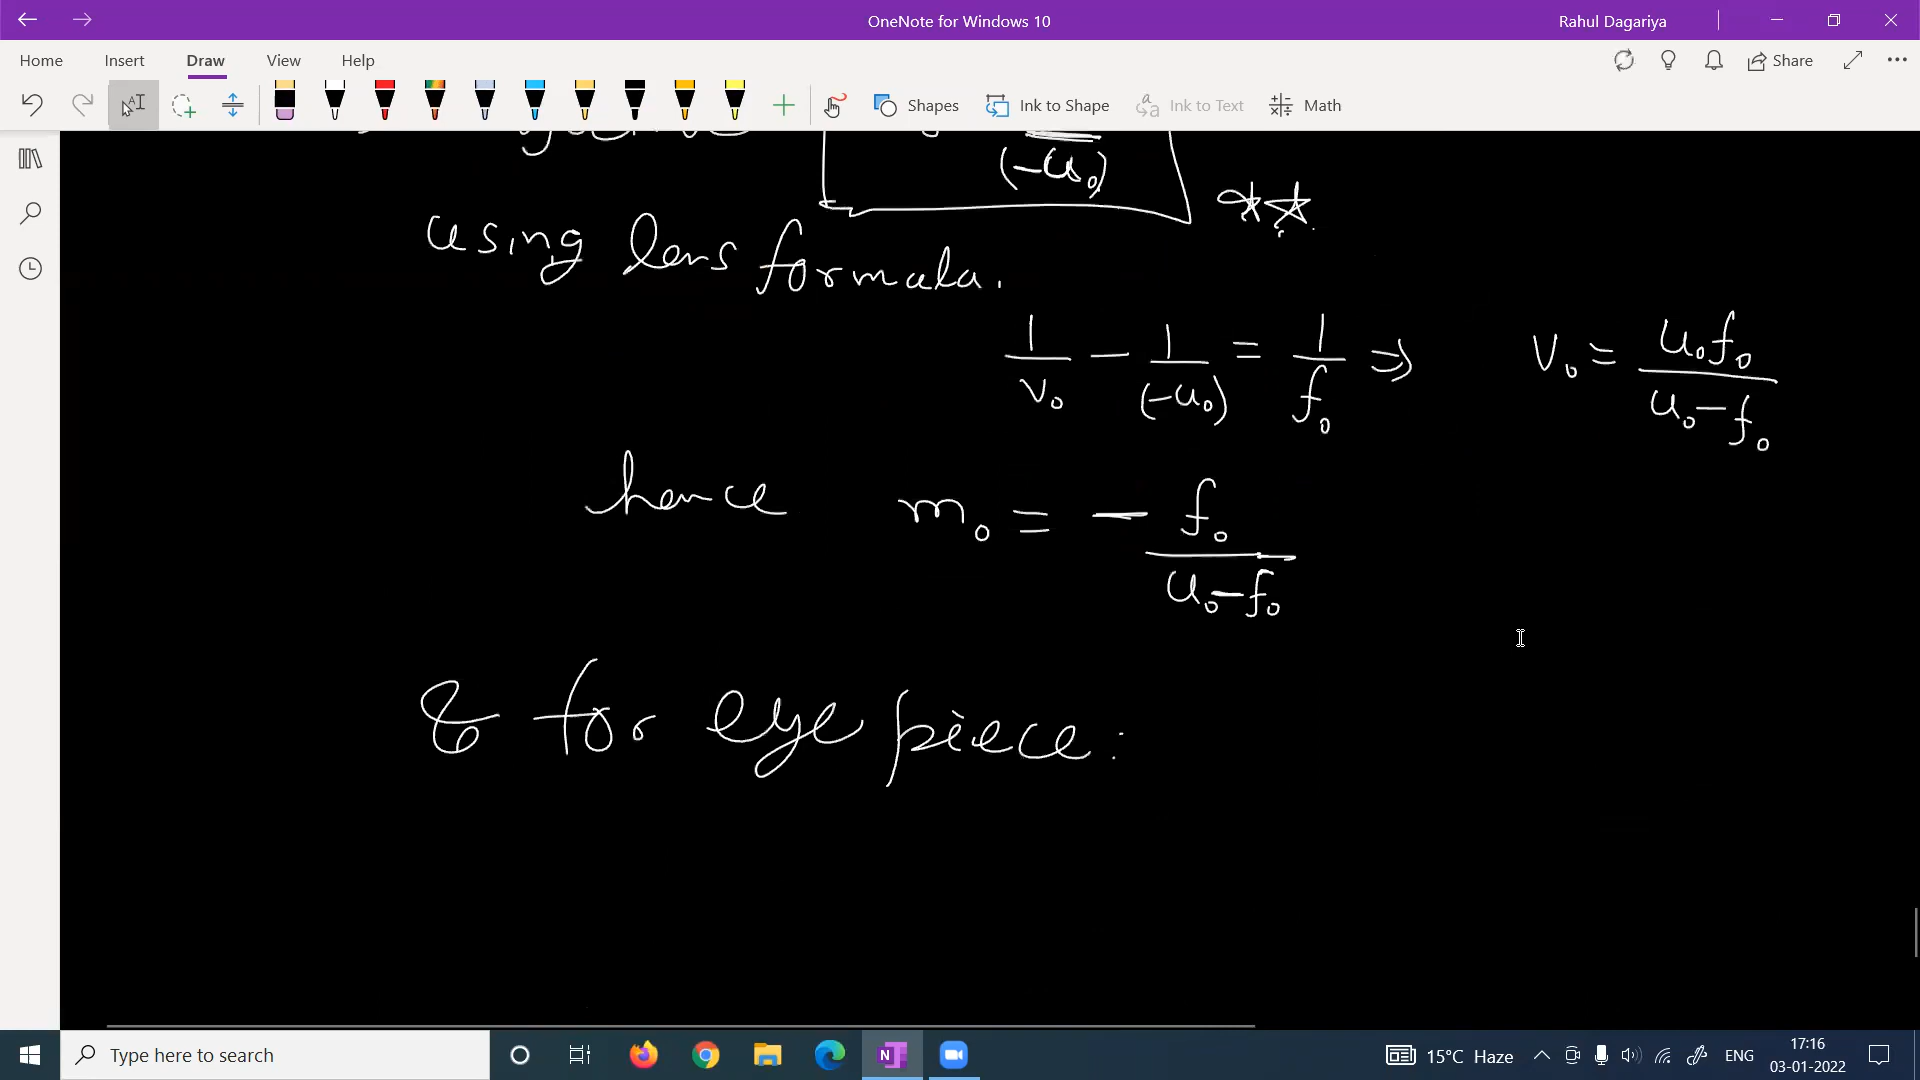 OneNote for Windows 10
Rahul Dagariya
Home Insert Draw View Help
Share
Shapes Ink to Shape Ink to Text Math
(-u₀)
using lens formula.
1/v₀ - 1/(-u₀) = 1/f₀ ⇒ v₀ = u₀f₀/(u₀-f₀)
hence m₀ = - f₀/(u₀-f₀)
& for eye piece:
Type here to search
15°C Haze
ENG
17:16
03-01-2022